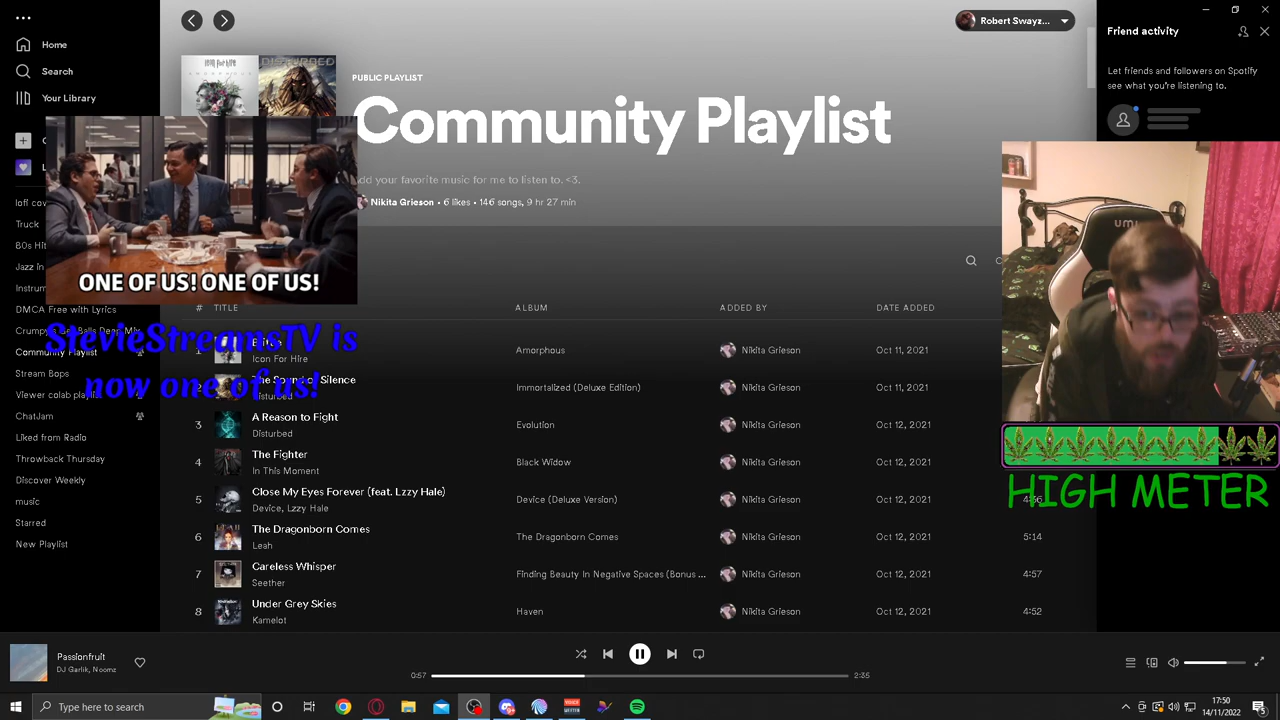 Home
Search
Your Library
Robert Swayz...
Friend activity
Let friends and followers on Spotify
see what you're listening to.
PUBLIC PLAYLIST
Community Playlist
dd your favorite music for me to listen to. <3.
Nikita Grieson • 6 likes • 146 songs, 9 hr 27 min
ONE OF US! ONE OF US!
StevieStreamsTV is
now one of us!
Truck
80s Hit
Jazz in
Instrum
DMCA Free with Lyrics
Community Playlist
Stream Bops
Viewer colab playli
ChatJam
Liked from Radio
Throwback Thursday
Discover Weekly
music
Starred
New Playlist
# TITLE ALBUM ADDED BY DATE ADDED
Icon For Hire Amorphous Nikita Grieson Oct 11, 2021
The Sound of Silence Disturbed Immortalized (Deluxe Edition) Nikita Grieson Oct 11, 2021
3 A Reason to Fight Disturbed Evolution Nikita Grieson Oct 12, 2021
4 The Fighter In This Moment Black Widow Nikita Grieson Oct 12, 2021
5 Close My Eyes Forever (feat. Lzzy Hale) Device, Lzzy Hale Device (Deluxe Version) Nikita Grieson Oct 12, 2021
6 The Dragonborn Comes Leah The Dragonborn Comes Nikita Grieson Oct 12, 2021 5:14
7 Careless Whisper Seether Finding Beauty In Negative Spaces (Bonus ... Nikita Grieson Oct 12, 2021 4:57
8 Under Grey Skies Kamelot Haven Nikita Grieson Oct 12, 2021 4:52
umi
HIGH METER
Passionfruit
DJ Garlik, Nooms
0:57
2:35
Type here to search
17:50
14/11/2022